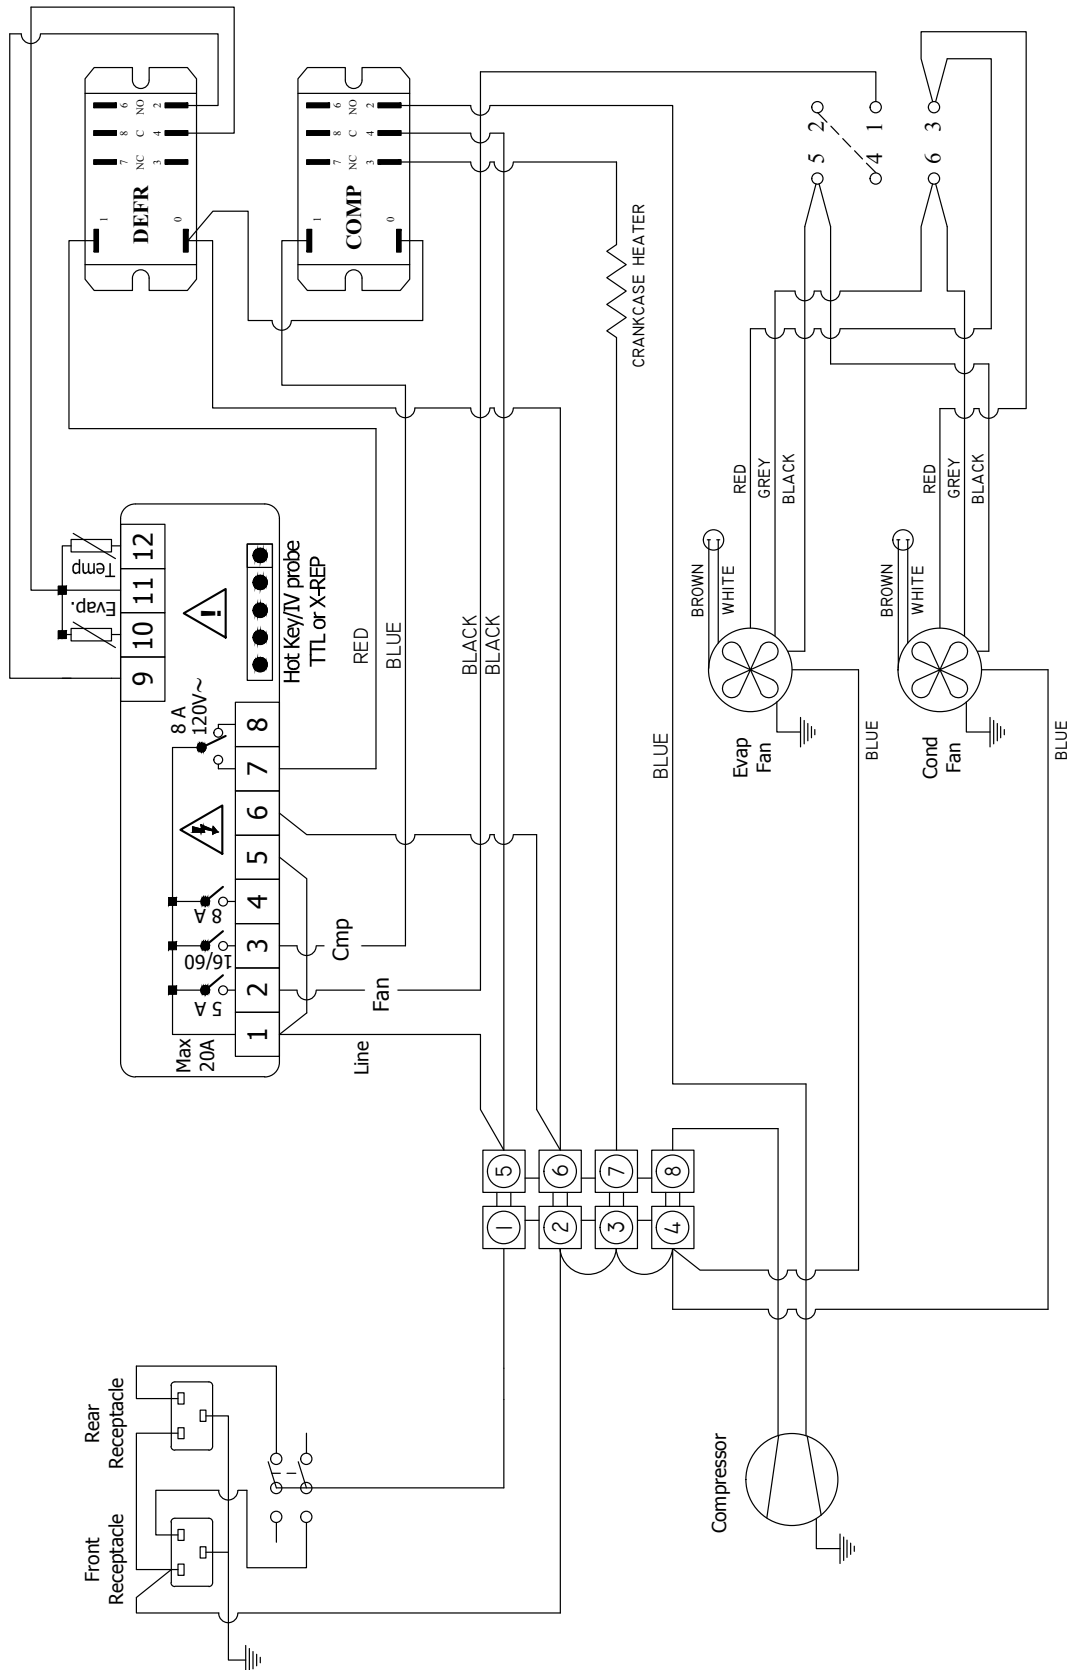 6
8
7
NO
C
NC
2
4
3
DEFR
1
0
6
8
7
NO
C
NC
2
4
3
COMP
1
0
CRANKCASE HEATER
2
5
1
4
3
6
RED
GREY
BLACK
RED
GREY
BLACK
BROWN
WHITE
BROWN
WHITE
Evap
Fan
Cond
Fan
BLUE
BLUE
12
11
10
9
Temp
Evap.
Hot Key/IV probe
TTL or X-REP
8 A
120V~
8
7
6
5
4
3
2
1
8 A
16/60
5 A
Max
20A
RED
BLUE
BLACK
BLACK
BLUE
Cmp
Fan
Line
5
6
7
8
1
2
3
4
Rear
Receptacle
Front
Receptacle
Compressor